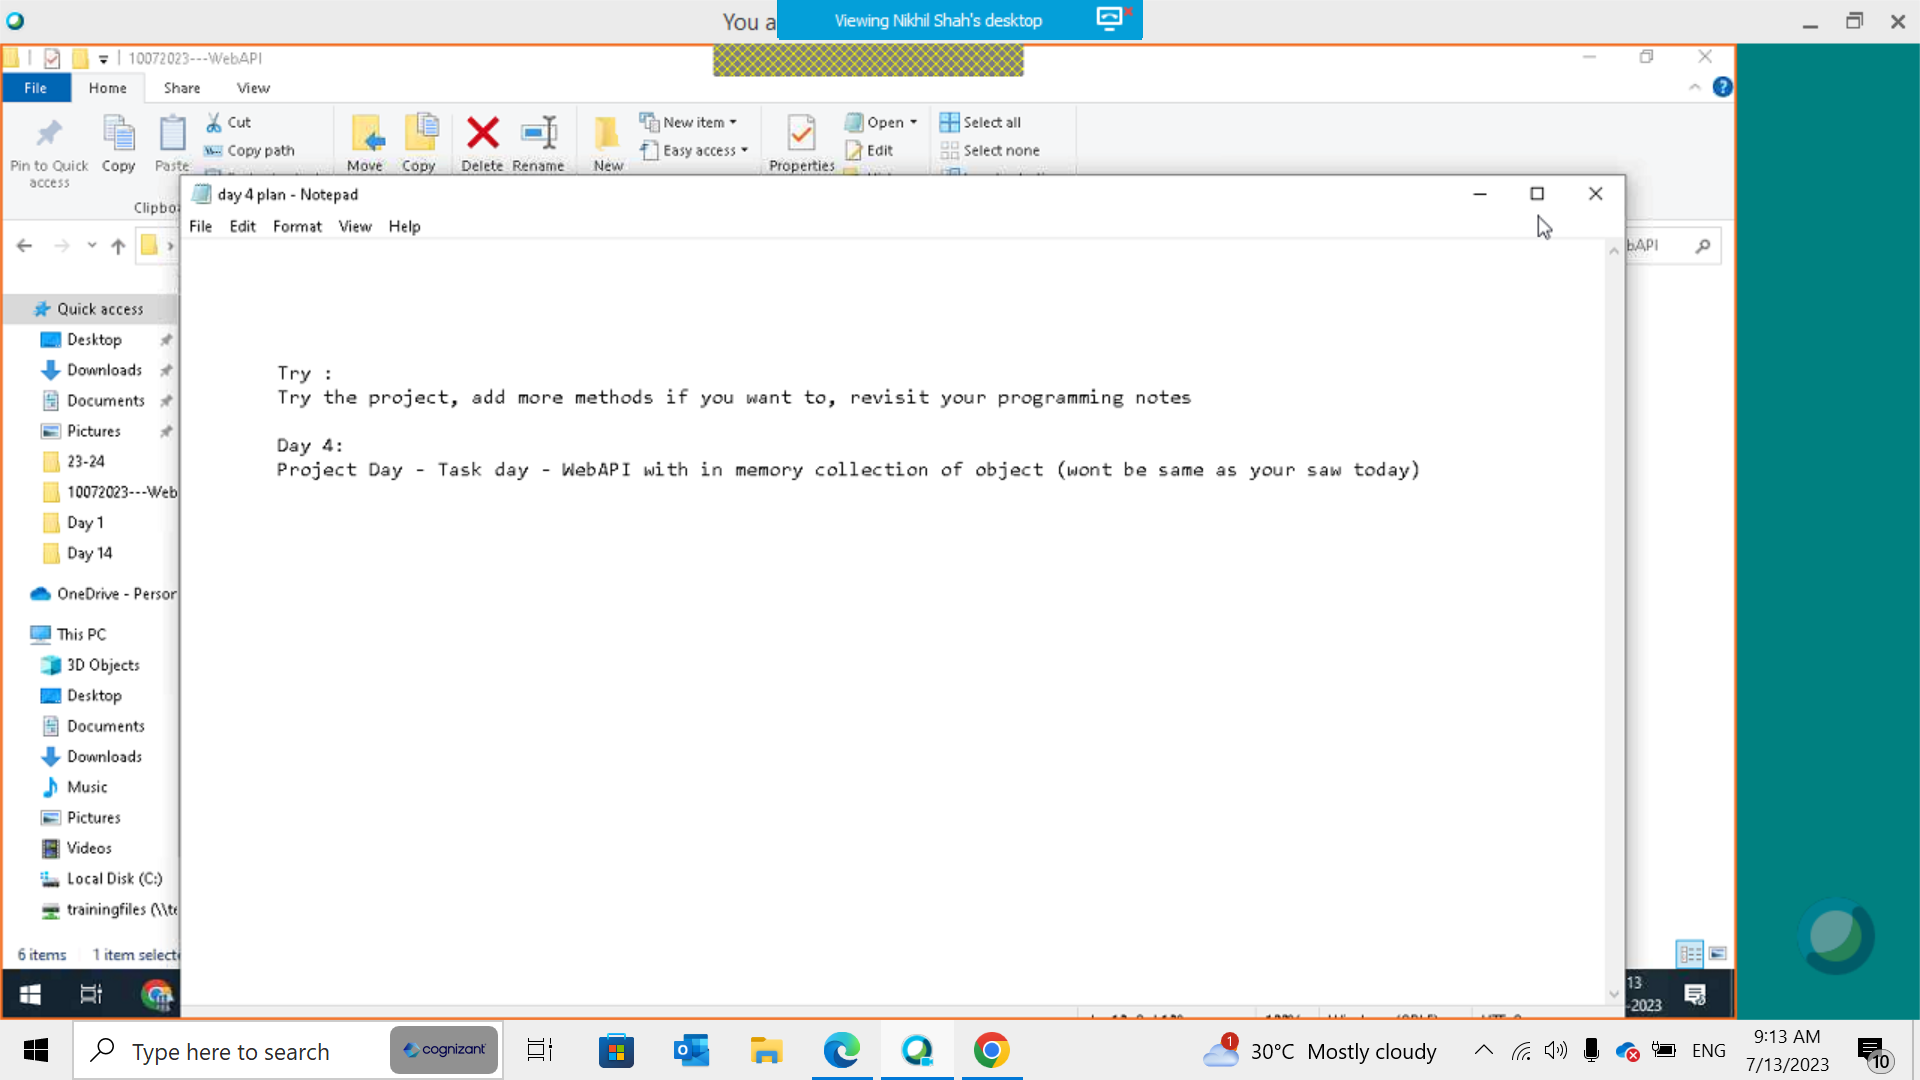 You a
Viewing Nikhil Shah's desktop
10072023---WebAPI
File Home Share View
Pin to Quick access
Copy
Paste
Cut
Copy path
Move
Copy
Delete
Rename
New
New item
Easy access
Properties
Open
Edit
Select all
Select none
Clipbo
day 4 plan - Notepad
File Edit Format View Help
bAPI
Quick access
Desktop
Downloads
Documents
Pictures
23-24
10072023---Web
Day 1
Day 14
OneDrive - Person
This PC
3D Objects
Desktop
Documents
Downloads
Music
Pictures
Videos
Local Disk (C:)
trainingfiles (\\te
Try :
Try the project, add more methods if you want to, revisit your programming notes
Day 4:
Project Day - Task day - WebAPI with in memory collection of object (wont be same as your saw today)
6 items 1 item selecte
13
-2023
Type here to search
cognizant
1
30°C Mostly cloudy
ENG
9:13 AM
7/13/2023
10